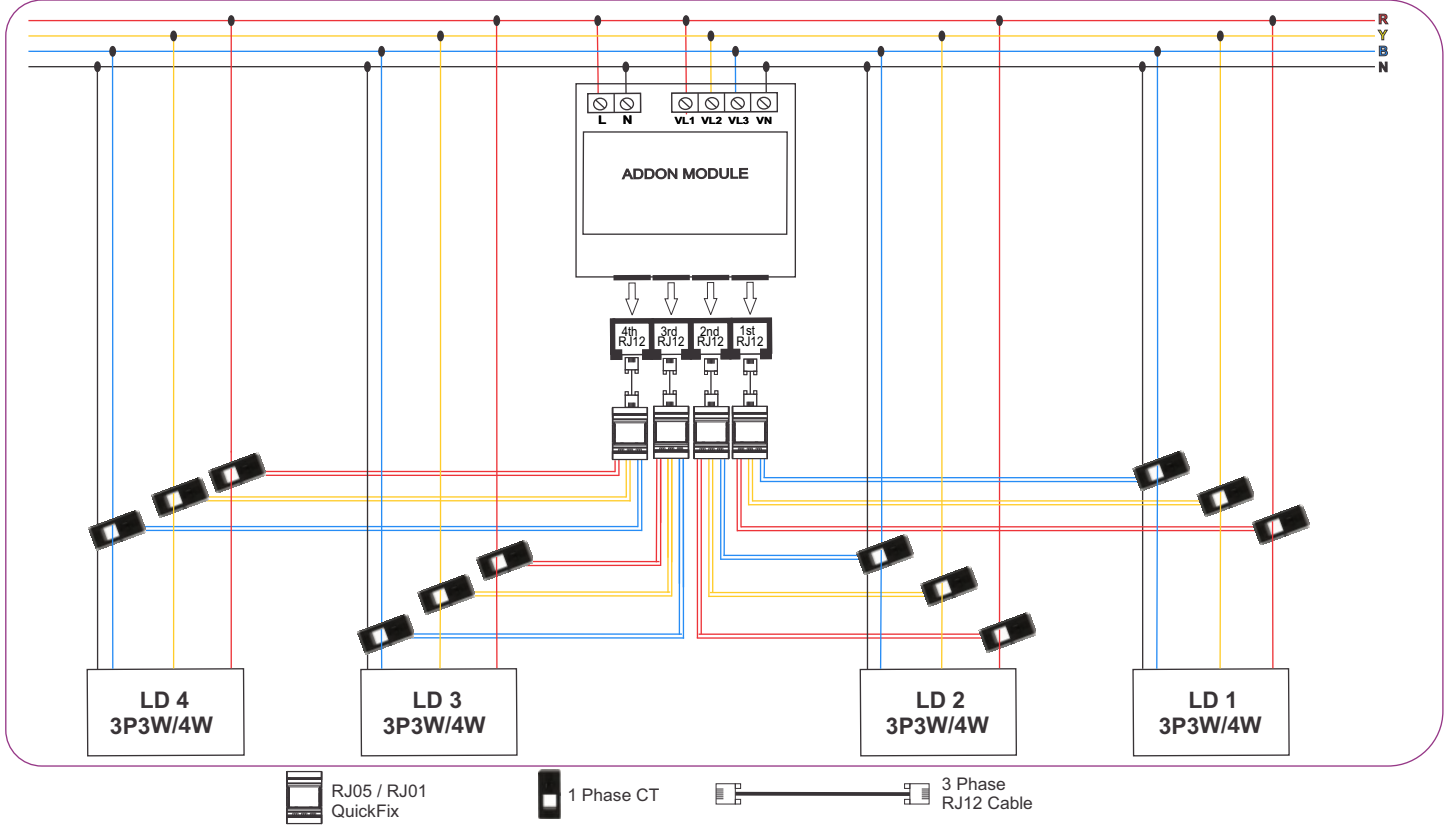 R
Y
B
N
L N VL1 VL2 VL3 VN
ADDON MODULE
4th 3rd 2nd 1st
RJ12 RJ12 RJ12 RJ12
LD 4
3P3W/4W
LD 3
3P3W/4W
LD 2
3P3W/4W
LD 1
3P3W/4W
RJ05 / RJ01
QuickFix
1 Phase CT
3 Phase
RJ12 Cable